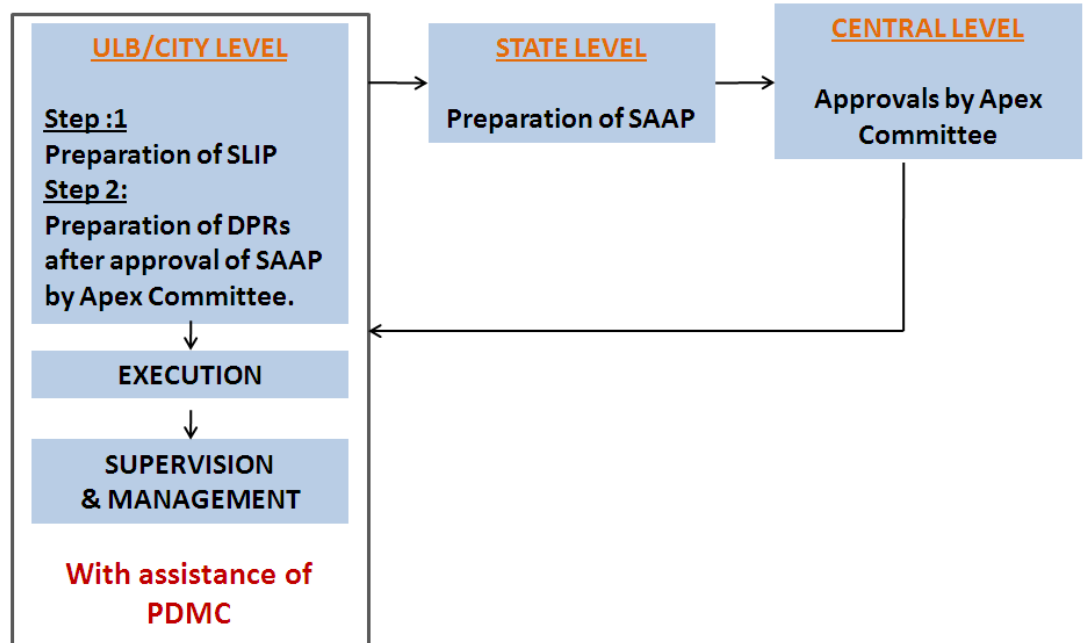 ULB/CITY LEVEL
Step :1
Preparation of SLIP
Step 2:
Preparation of DPRs
after approval of SAAP
by Apex Committee.
EXECUTION
SUPERVISION
& MANAGEMENT
With assistance of
PDMC
STATE LEVEL
Preparation of SAAP
CENTRAL LEVEL
Approvals by Apex
Committee